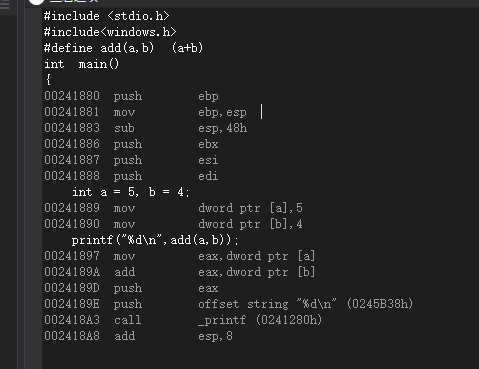 #include <stdio.h>
#include<windows.h>
#define add(a,b)  (a+b)
int  main()
{
00241880  push        ebp
00241881  mov         ebp,esp
00241883  sub         esp,48h
00241886  push        ebx
00241887  push        esi
00241888  push        edi
    int a = 5, b = 4;
00241889  mov         dword ptr [a],5
00241890  mov         dword ptr [b],4
    printf("%d\n",add(a,b));
00241897  mov         eax,dword ptr [a]
0024189A  add         eax,dword ptr [b]
0024189D  push        eax
0024189E  push        offset string "%d\n" (0245B38h)
002418A3  call        _printf (0241280h)
002418A8  add         esp,8